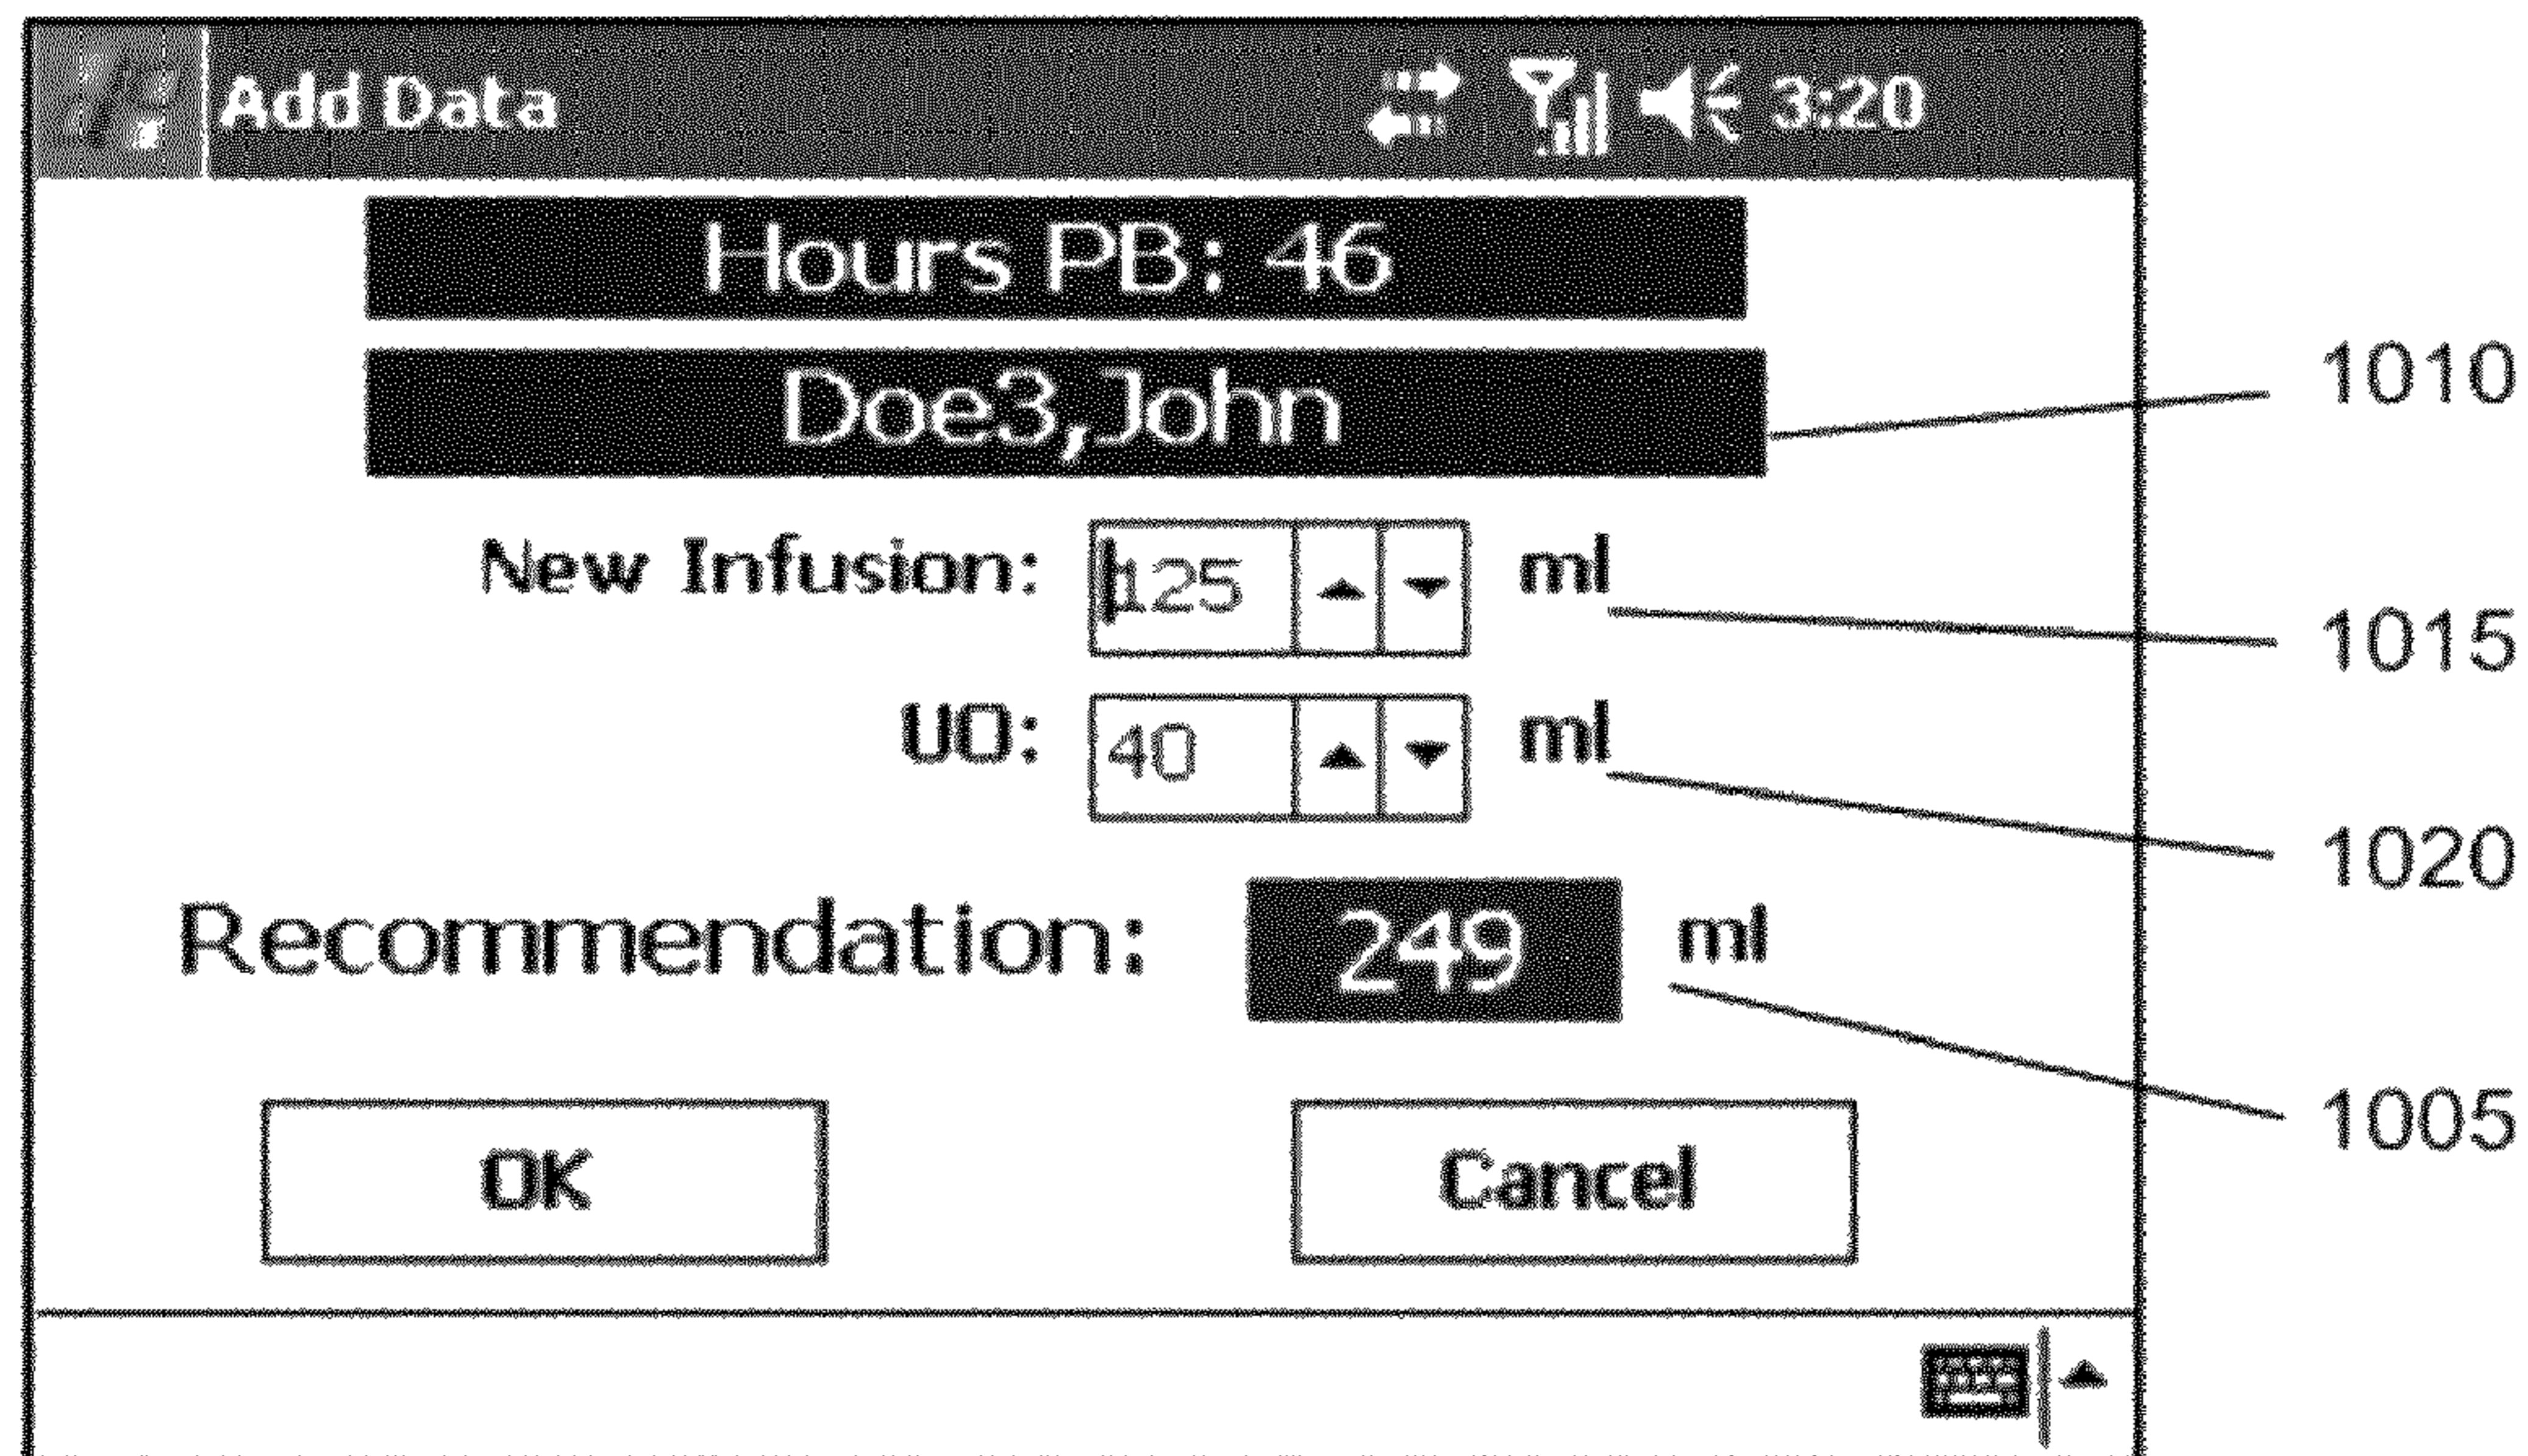 Add Data 3:20
Hours PB: 46
Doe3,John
1010
New Infusion: 125 ml
1015
UO: 40 ml
1020
Recommendation: 249 ml
1005
OK Cancel